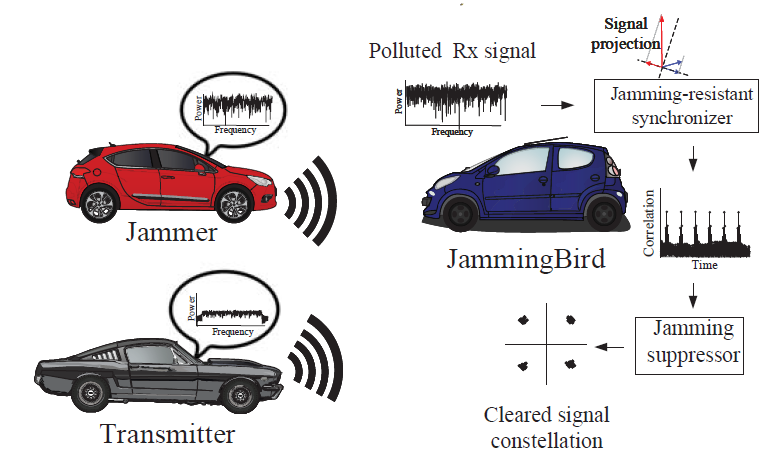 Signal
projection
Polluted Rx signal
Power
Frequency
Power
Frequency
Jamming-resistant
synchronizer
Jammer
JammingBird
Correlation
Time
Power
Frequency
Jamming
suppressor
Transmitter
Cleared signal
constellation